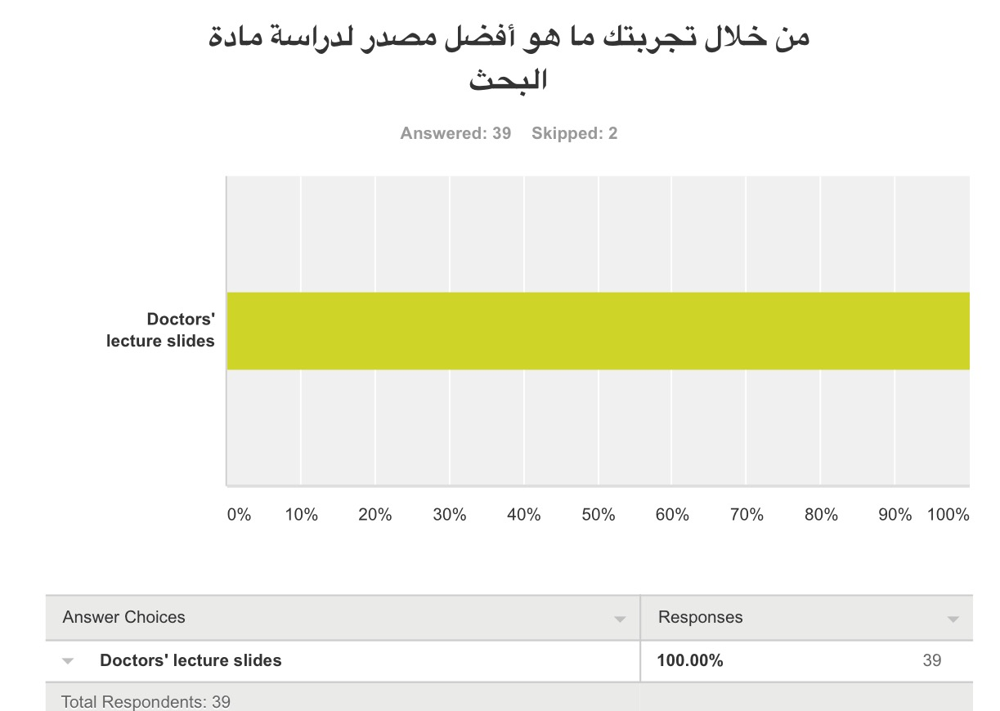 من خلال تجربتك ما هو أفضل مصدر لدراسة مادة
البحث
Answered: 39 Skipped: 2
Doctors'
lecture slides
0% 10% 20% 30% 40% 50% 60% 70% 80% 90% 100%
Answer Choices Responses
Doctors' lecture slides 100.00% 39
Total Respondents: 39